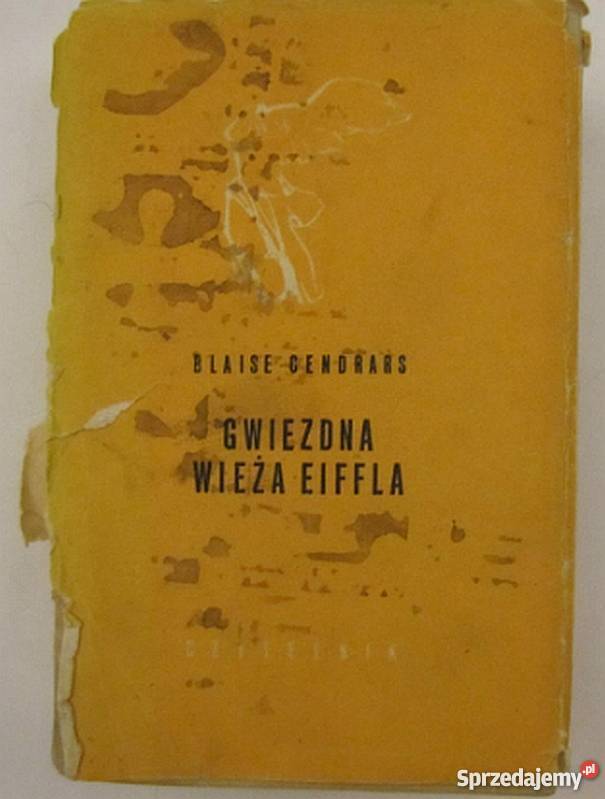 BLAISE CENDRARS
GWIEZDNA
WIEŻA EIFFLA
CZYTELNIK
Sprzedajemy.pl